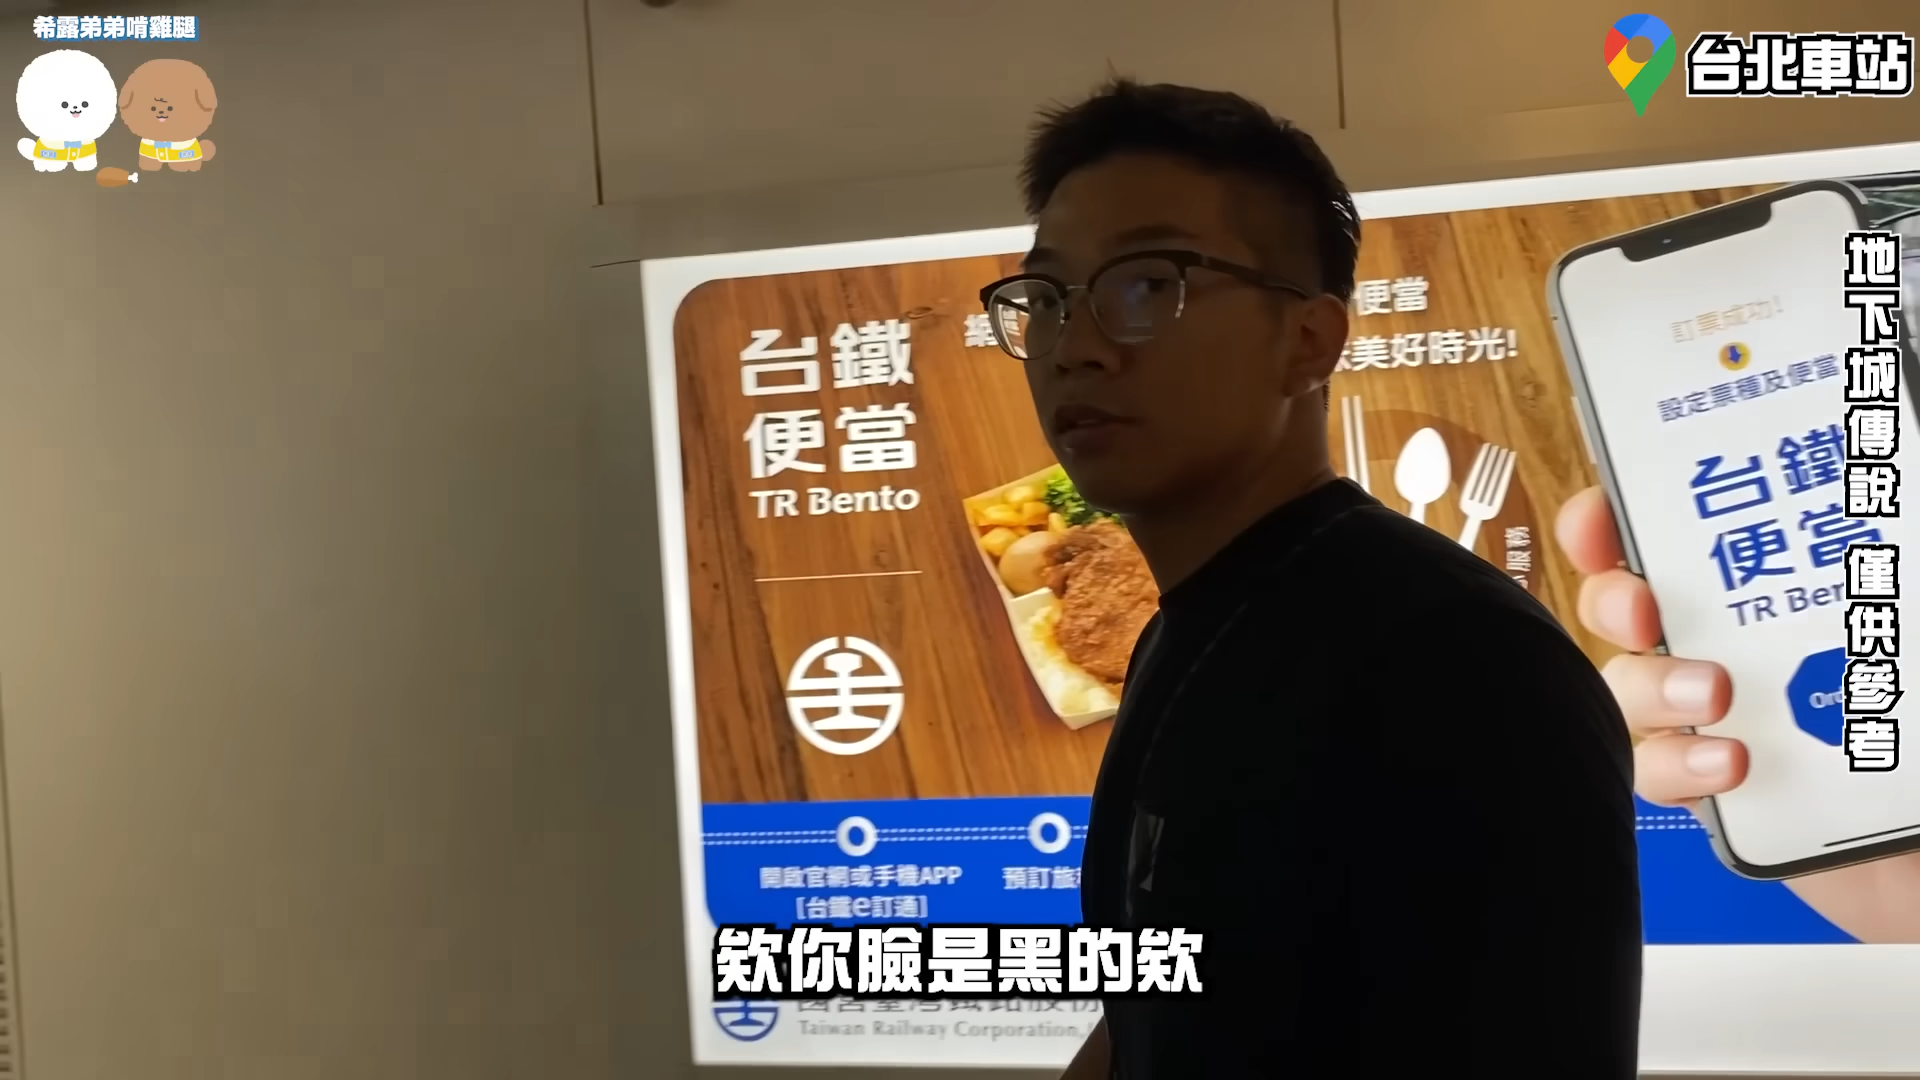 希露弟弟啃雞腿
台北車站
地下城傳說 僅供參考
台鐵
便當
TR Bento
便當
美好時光!
訂票成功!
設定票種及便當
台鐵
便當
TR Ben
服務
開啟官網或手機APP
[台鐵e訂通]
預訂旅
欸你臉是黑的欸
Taiwan Railway Corporation,